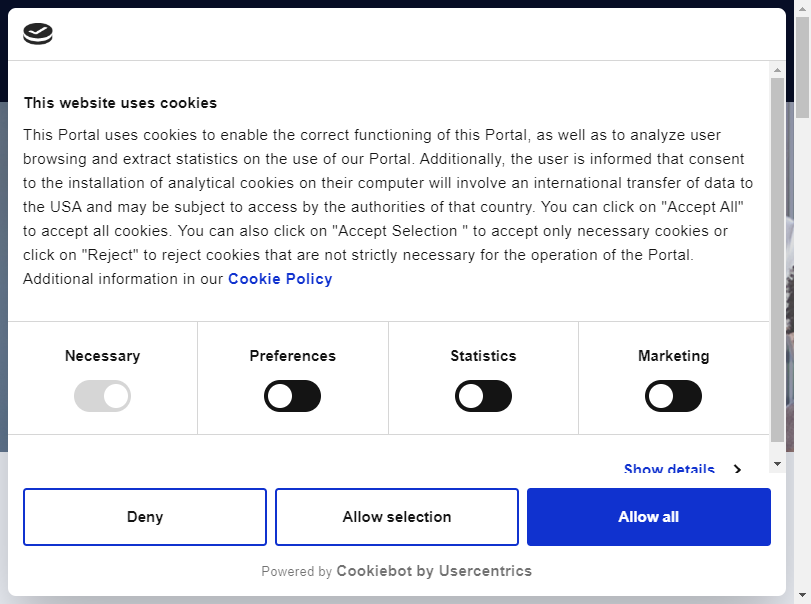 This website uses cookies
This Portal uses cookies to enable the correct functioning of this Portal, as well as to analyze user
browsing and extract statistics on the use of our Portal. Additionally, the user is informed that consent
to the installation of analytical cookies on their computer will involve an international transfer of data to
the USA and may be subject to access by the authorities of that country. You can click on "Accept All"
to accept all cookies. You can also click on "Accept Selection " to accept only necessary cookies or
click on "Reject" to reject cookies that are not strictly necessary for the operation of the Portal.
Additional information in our Cookie Policy
Necessary
Preferences
Statistics
Marketing
Show details
Deny
Allow selection
Allow all
Powered by Cookiebot by Usercentrics